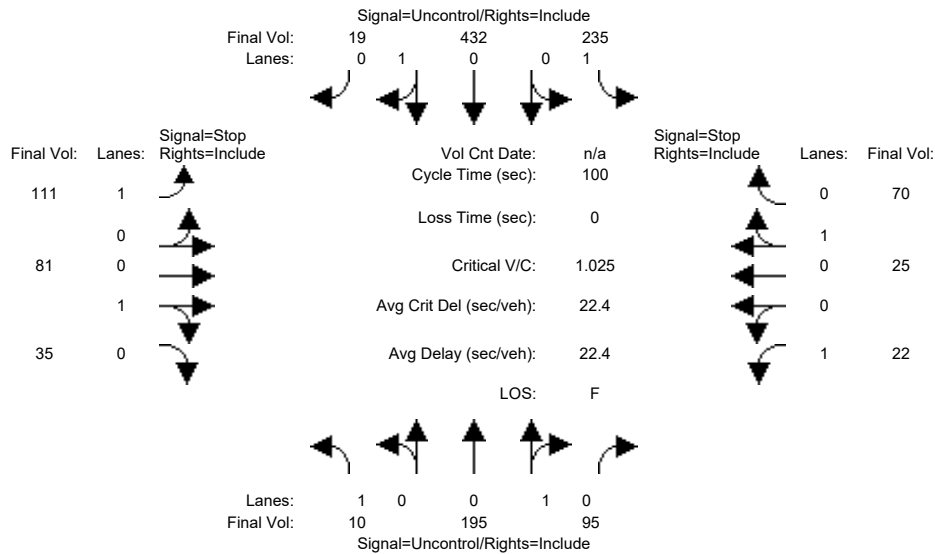 Signal=Uncontrol/Rights=Include
Final Vol: 19 432 235
Lanes: 0 1 0 0 1
Signal=Stop
Final Vol: Lanes: Rights=Include
Vol Cnt Date: n/a
Signal=Stop
Rights=Include Lanes: Final Vol:
Cycle Time (sec): 100
111 1
0 70
Loss Time (sec): 0
0
1
81 0
Critical V/C: 1.025
0 25
1
Avg Crit Del (sec/veh): 22.4
0
35 0
Avg Delay (sec/veh): 22.4
1 22
LOS: F
Lanes: 1 0 0 1 0
Final Vol: 10 195 95
Signal=Uncontrol/Rights=Include